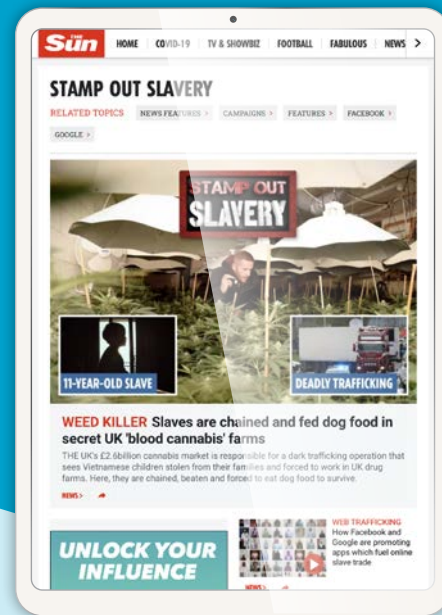 THE Sun
HOME COVID-19 TV & SHOWBIZ FOOTBALL FABULOUS NEWS >
STAMP OUT SLAVERY
RELATED TOPICS NEWS FEATURES > CAMPAIGNS > FEATURES > FACEBOOK >
GOOGLE >
STAMP OUT
SLAVERY
11-YEAR-OLD SLAVE
DEADLY TRAFFICKING
WEED KILLER Slaves are chained and fed dog food in
secret UK 'blood cannabis' farms
THE UK's £2.6billion cannabis market is responsible for a dark trafficking operation that
sees Vietnamese children stolen from their families and forced to work in UK drug
farms. Here, they are chained, beaten and forced to eat dog food to survive.
NEWS >
UNLOCK YOUR
INFLUENCE
WEB TRAFFICKING
How Facebook and
Google are promoting
apps which fuel online
slave trade
NEWS >